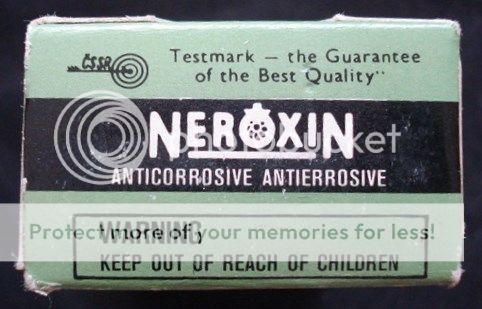 ČSSR
Testmark – the Guarantee
of the Best Quality"
NEROXIN
ANTICORROSIVE ANTIERROSIVE
WARNING
KEEP OUT OF REACH OF CHILDREN
photobucket
Protect more of your memories for less!